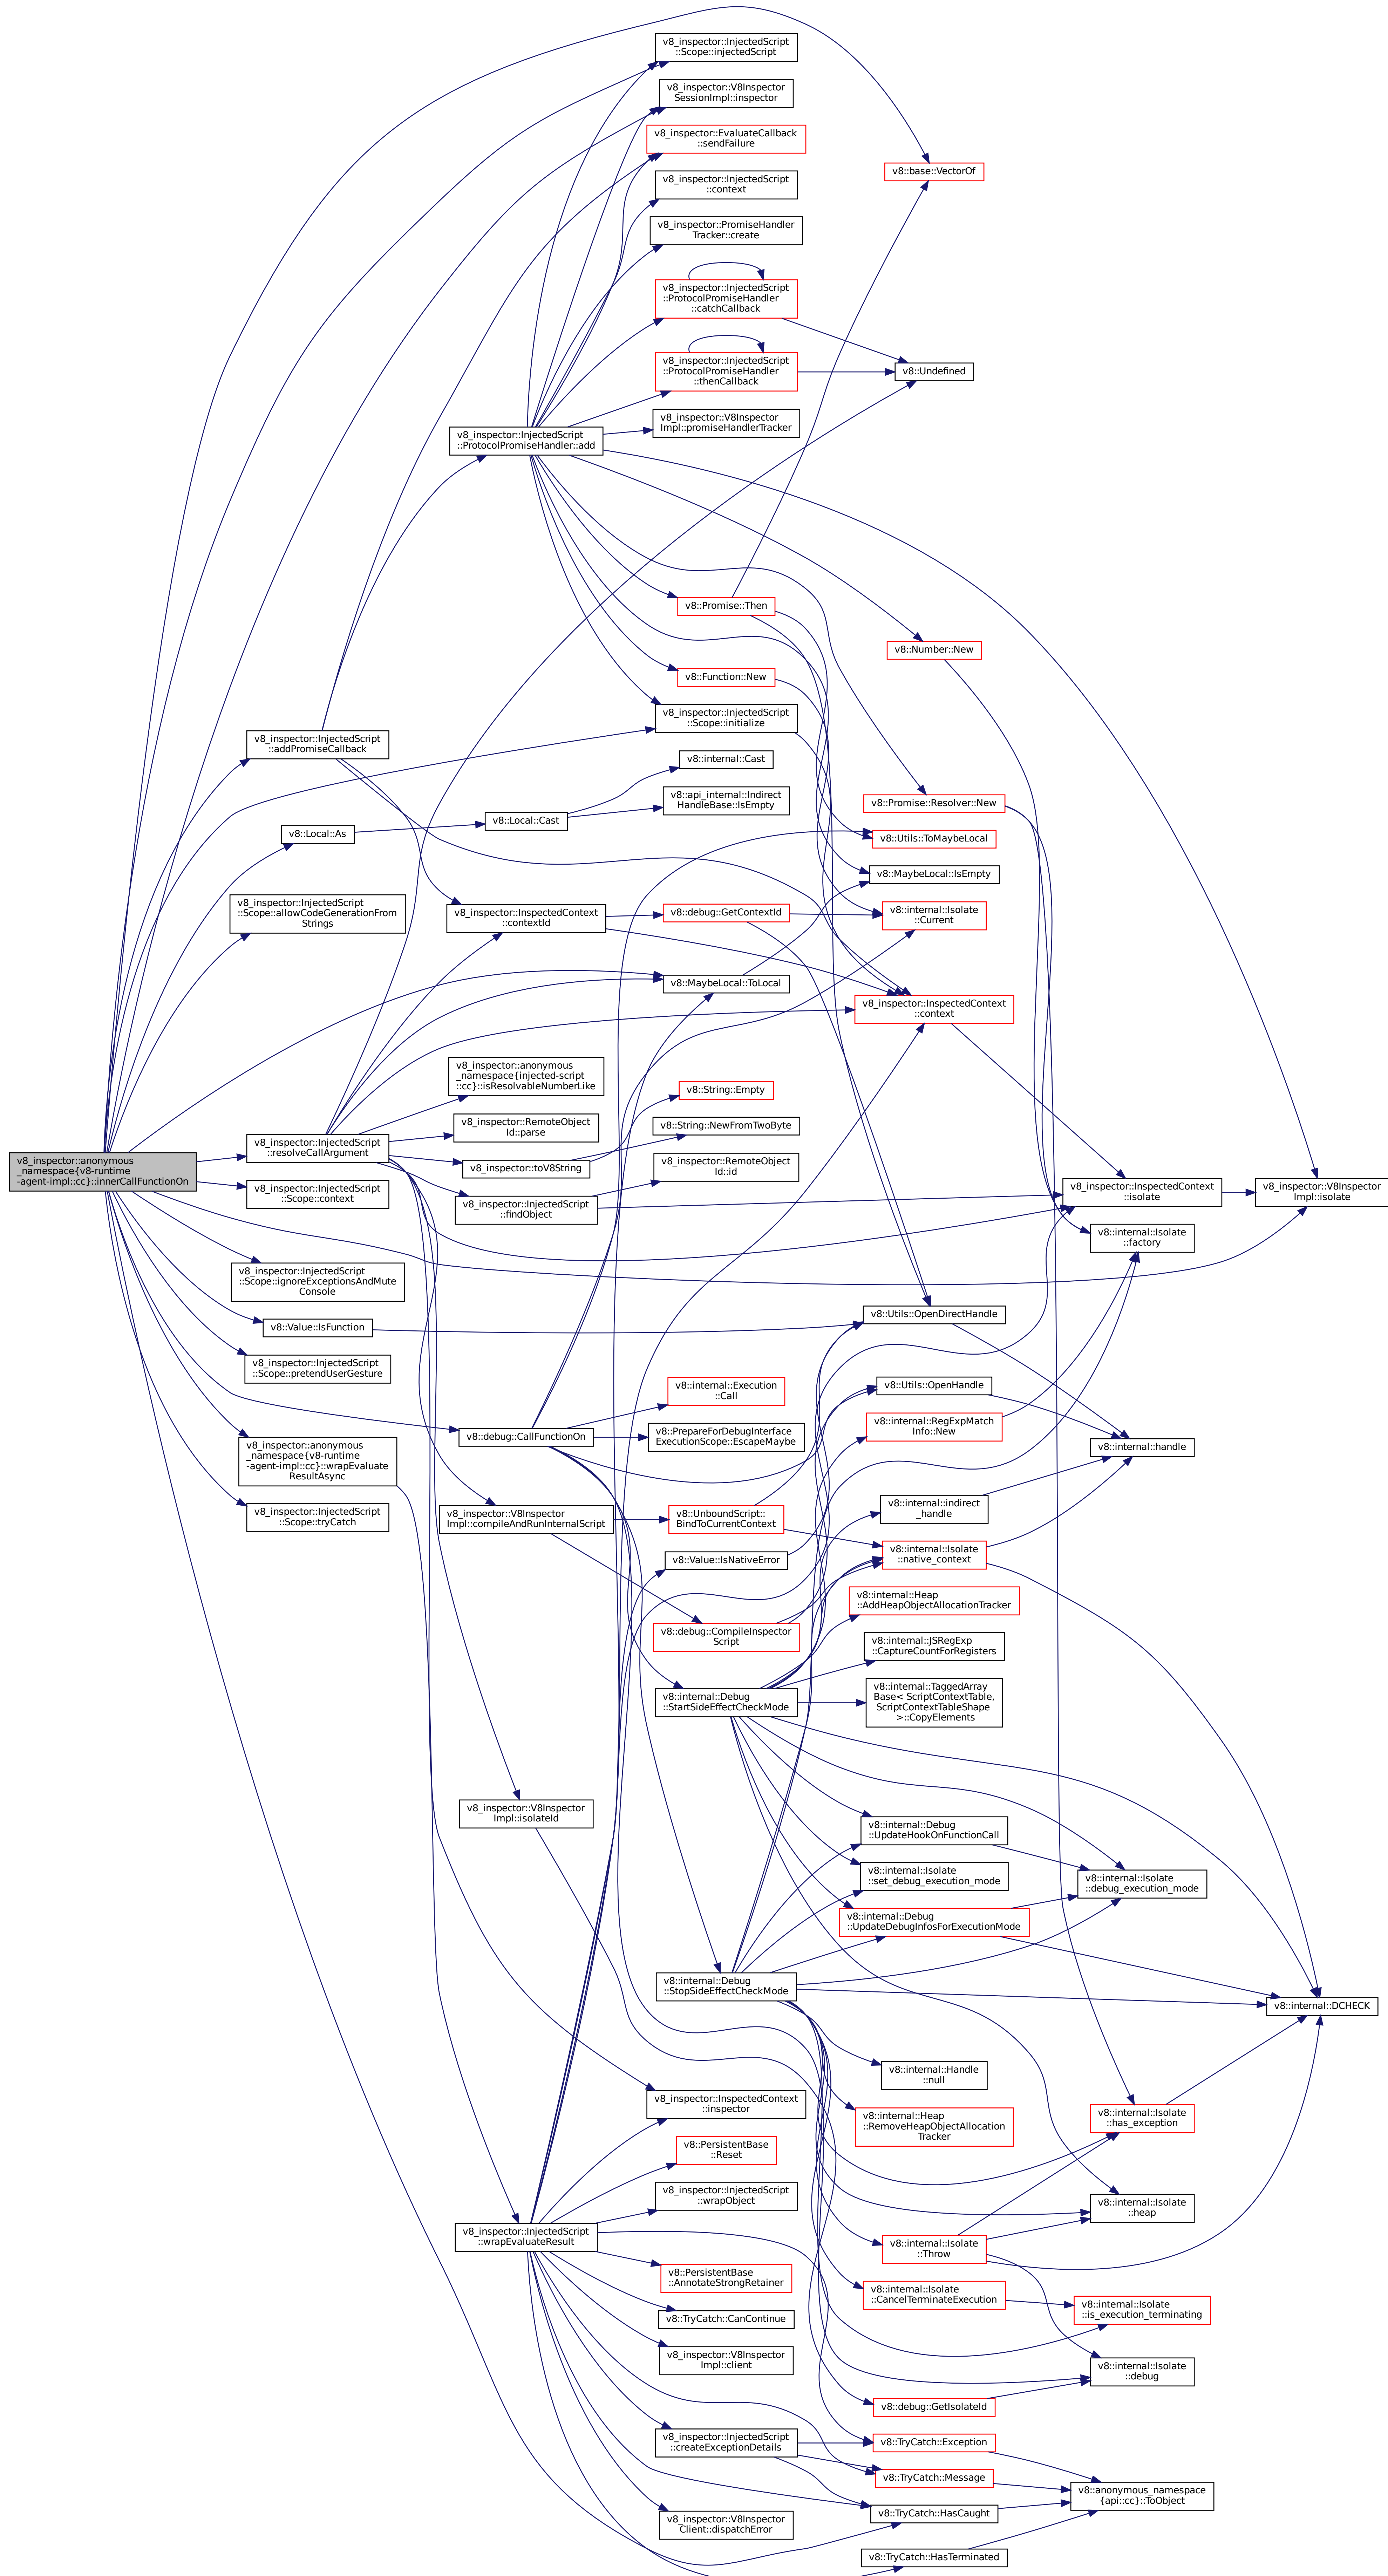 v8_inspector::InjectedScript
::Scope::injectedScript
v8_inspector::V8Inspector
SessionImpl::inspector
v8_inspector::EvaluateCallback
::sendFailure
v8::base::VectorOf
v8_inspector::InjectedScript
::context
v8_inspector::PromiseHandler
Tracker::create
v8_inspector::InjectedScript
::ProtocolPromiseHandler
::catchCallback
v8_inspector::InjectedScript
::ProtocolPromiseHandler
::thenCallback
v8::Undefined
v8_inspector::V8Inspector
Impl::promiseHandlerTracker
v8_inspector::InjectedScript
::ProtocolPromiseHandler::add
v8::Promise::Then
v8::Number::New
v8::Function::New
v8_inspector::InjectedScript
::Scope::initialize
v8_inspector::InjectedScript
::addPromiseCallback
v8::internal::Cast
v8::api_internal::Indirect
HandleBase::IsEmpty
v8::Promise::Resolver::New
v8::Local::As
v8::Local::Cast
v8::Utils::ToMaybeLocal
v8::MaybeLocal::IsEmpty
v8_inspector::InjectedScript
::Scope::allowCodeGenerationFrom
Strings
v8_inspector::InspectedContext
::contextId
v8::debug::GetContextId
v8::internal::Isolate
::Current
v8::MaybeLocal::ToLocal
v8_inspector::InspectedContext
::context
v8_inspector::anonymous
_namespace{injected-script
::cc}::isResolvableNumberLike
v8::String::Empty
v8_inspector::RemoteObject
Id::parse
v8::String::NewFromTwoByte
v8_inspector::InjectedScript
::resolveCallArgument
v8_inspector::toV8String
v8_inspector::RemoteObject
Id::id
v8_inspector::anonymous
_namespace{v8-runtime
-agent-impl::cc}::innerCallFunctionOn
v8_inspector::InjectedScript
::Scope::context
v8_inspector::InjectedScript
::findObject
v8_inspector::InspectedContext
::isolate
v8_inspector::V8Inspector
Impl::isolate
v8::internal::Isolate
::factory
v8_inspector::InjectedScript
::Scope::ignoreExceptionsAndMute
Console
v8::Value::IsFunction
v8::Utils::OpenDirectHandle
v8_inspector::InjectedScript
::Scope::pretendUserGesture
v8::internal::Execution
::Call
v8::Utils::OpenHandle
v8::debug::CallFunctionOn
v8::PrepareForDebugInterface
ExecutionScope::EscapeMaybe
v8::internal::RegExpMatch
Info::New
v8::internal::handle
v8_inspector::anonymous
_namespace{v8-runtime
-agent-impl::cc}::wrapEvaluate
ResultAsync
v8_inspector::InjectedScript
::Scope::tryCatch
v8_inspector::V8Inspector
Impl::compileAndRunInternalScript
v8::UnboundScript::
BindToCurrentContext
v8::internal::indirect
_handle
v8::Value::IsNativeError
v8::internal::Isolate
::native_context
v8::internal::Heap
::AddHeapObjectAllocationTracker
v8::debug::CompileInspector
Script
v8::internal::JSRegExp
::CaptureCountForRegisters
v8::internal::Debug
::StartSideEffectCheckMode
v8::internal::TaggedArray
Base< ScriptContextTable,
ScriptContextTableShape
>::CopyElements
v8_inspector::V8Inspector
Impl::isolateId
v8::internal::Debug
::UpdateHookOnFunctionCall
v8::internal::Isolate
::set_debug_execution_mode
v8::internal::Isolate
::debug_execution_mode
v8::internal::Debug
::UpdateDebugInfosForExecutionMode
v8::internal::Debug
::StopSideEffectCheckMode
v8::internal::DCHECK
v8::internal::Handle
::null
v8_inspector::InspectedContext
::inspector
v8::internal::Heap
::RemoveHeapObjectAllocation
Tracker
v8::internal::Isolate
::has_exception
v8::PersistentBase
::Reset
v8_inspector::InjectedScript
::wrapObject
v8::internal::Isolate
::heap
v8_inspector::InjectedScript
::wrapEvaluateResult
v8::internal::Isolate
::Throw
v8::PersistentBase
::AnnotateStrongRetainer
v8::internal::Isolate
::CancelTerminateExecution
v8::internal::Isolate
::is_execution_terminating
v8::TryCatch::CanContinue
v8_inspector::V8Inspector
Impl::client
v8::internal::Isolate
::debug
v8::debug::GetIsolateId
v8_inspector::InjectedScript
::createExceptionDetails
v8::TryCatch::Exception
v8::TryCatch::Message
v8::anonymous_namespace
{api::cc}::ToObject
v8_inspector::V8Inspector
Client::dispatchError
v8::TryCatch::HasCaught
v8::TryCatch::HasTerminated